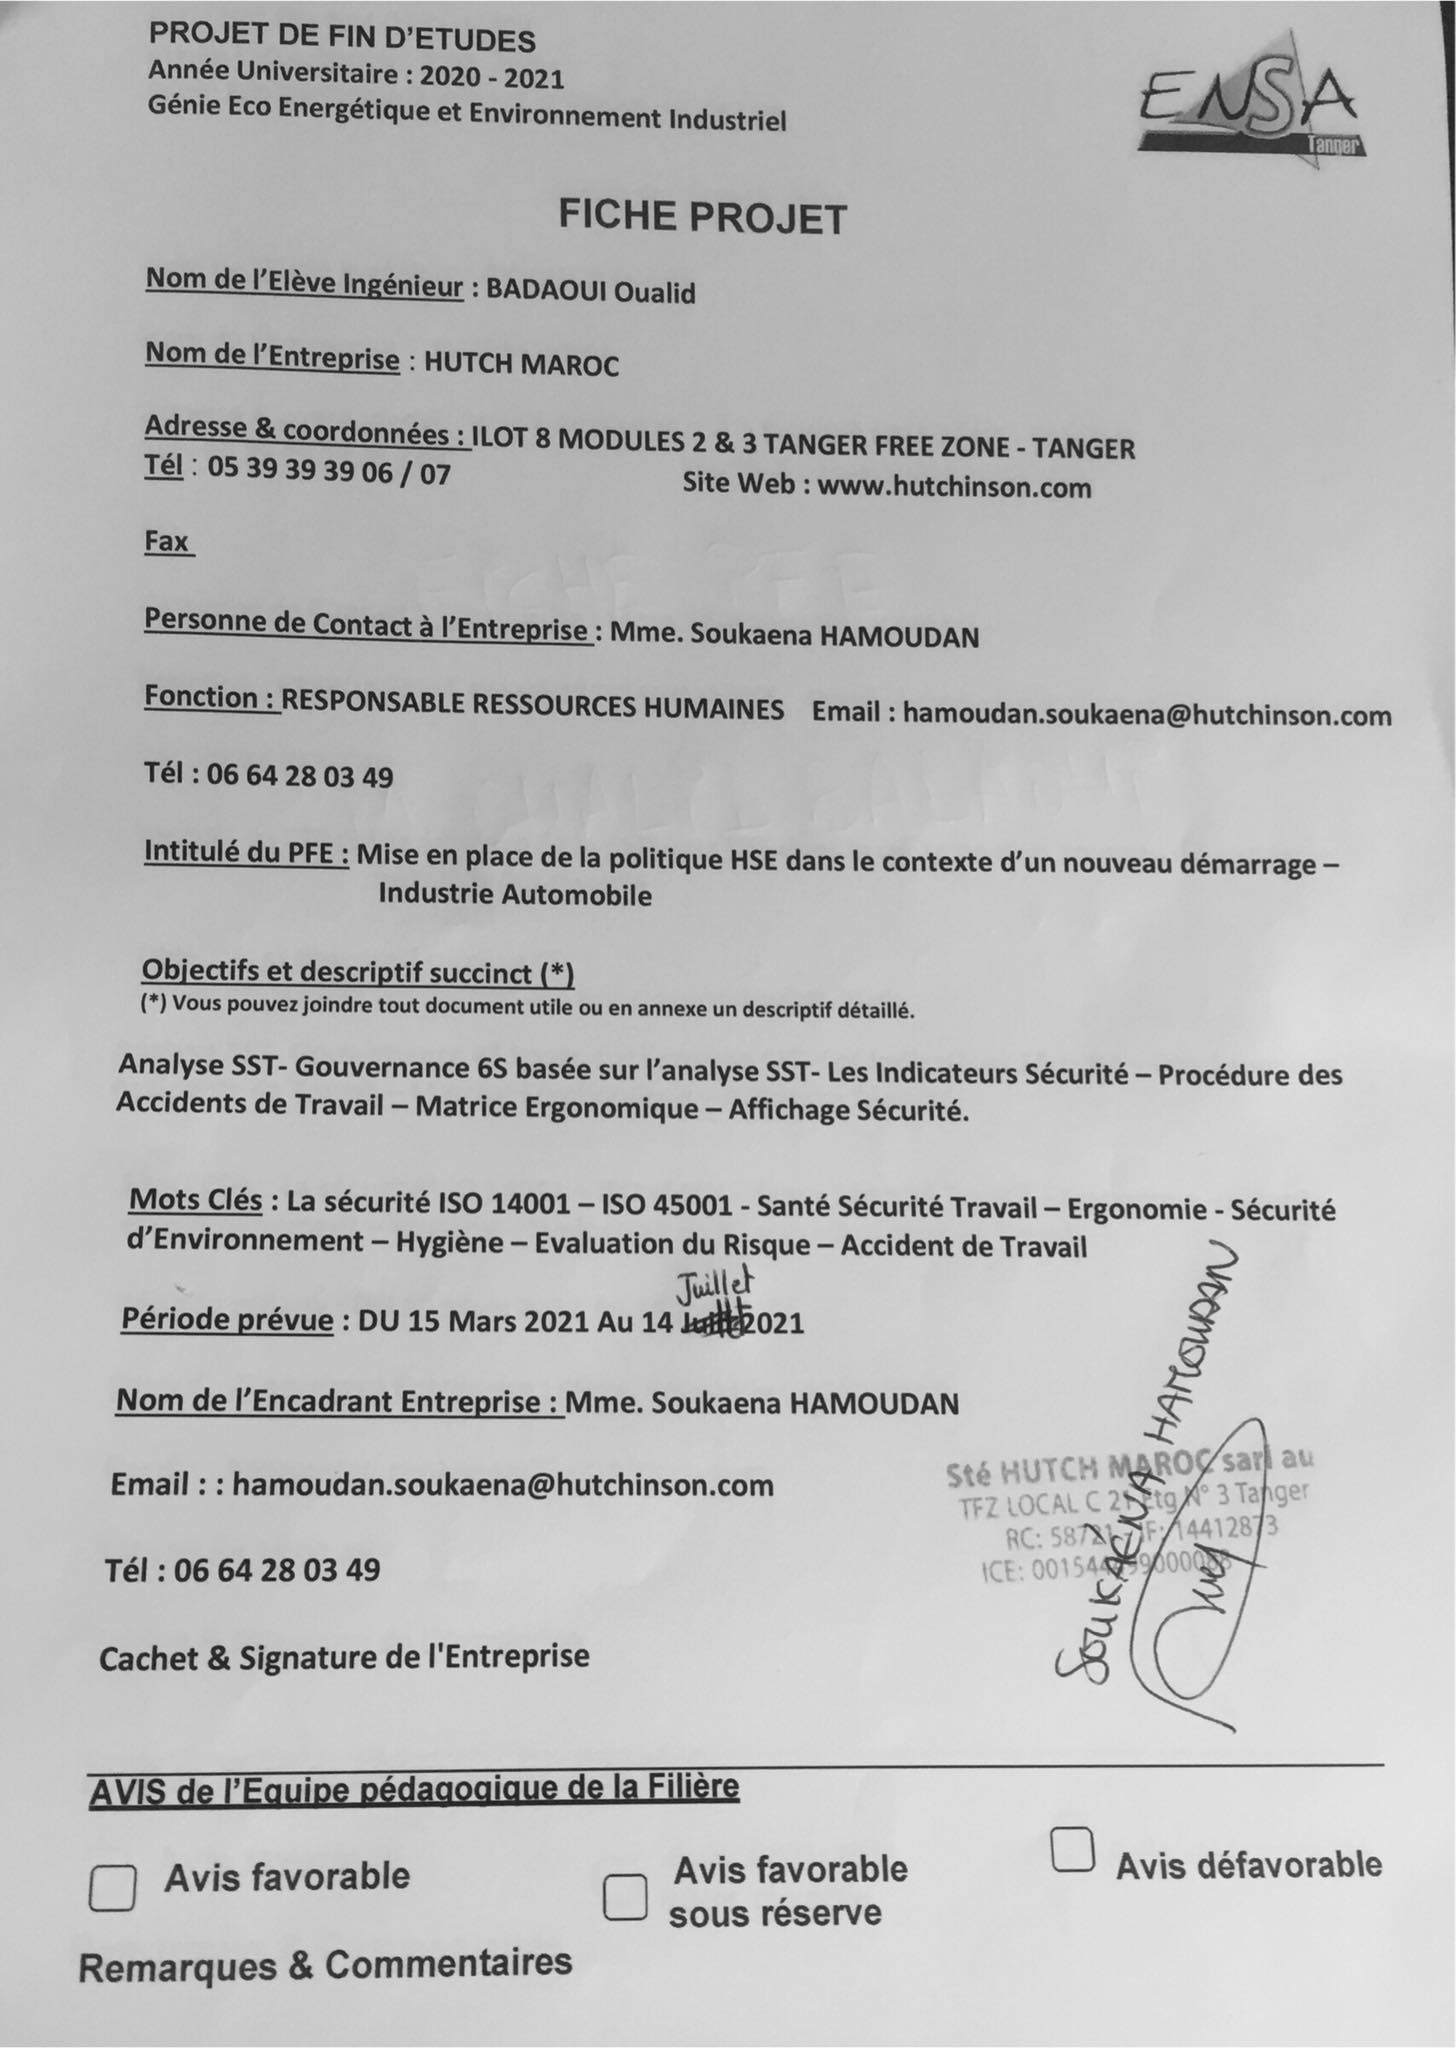 PROJET DE FIN D'ETUDES
Année Universitaire : 2020 - 2021
Génie Eco Energétique et Environnement Industriel
ENSA
Tanger
FICHE PROJET
Nom de l'Elève Ingénieur : BADAOUI Oualid
Nom de l'Entreprise : HUTCH MAROC
Adresse & coordonnées : ILOT 8 MODULES 2 & 3 TANGER FREE ZONE - TANGER
Tél : 05 39 39 39 06 / 07 Site Web : www.hutchinson.com
Fax
Personne de Contact à l'Entreprise : Mme. Soukaena HAMOUDAN
Fonction : RESPONSABLE RESSOURCES HUMAINES Email : hamoudan.soukaena@hutchinson.com
Tél : 06 64 28 03 49
Intitulé du PFE : Mise en place de la politique HSE dans le contexte d'un nouveau démarrage –
Industrie Automobile
Objectifs et descriptif succinct (*)
(*) Vous pouvez joindre tout document utile ou en annexe un descriptif détaillé.
Analyse SST- Gouvernance 6S basée sur l'analyse SST- Les Indicateurs Sécurité – Procédure des
Accidents de Travail – Matrice Ergonomique – Affichage Sécurité.
Mots Clés : La sécurité ISO 14001 – ISO 45001 - Santé Sécurité Travail – Ergonomie - Sécurité
d'Environnement – Hygiène – Evaluation du Risque – Accident de Travail
Juillet
Période prévue : DU 15 Mars 2021 Au 14 2021
Nom de l'Encadrant Entreprise : Mme. Soukaena HAMOUDAN
Email : : hamoudan.soukaena@hutchinson.com
Tél : 06 64 28 03 49
Sté HUTCH MAROC sarl au
TFZ LOCAL C 21 Etg N° 3 Tanger
RC: IF: 14412873
ICE:
SOUKAENA HAMOUDAN
Cachet & Signature de l'Entreprise
AVIS de l'Equipe pédagogique de la Filière
Avis favorable
Avis favorable
sous réserve
Avis défavorable
Remarques & Commentaires